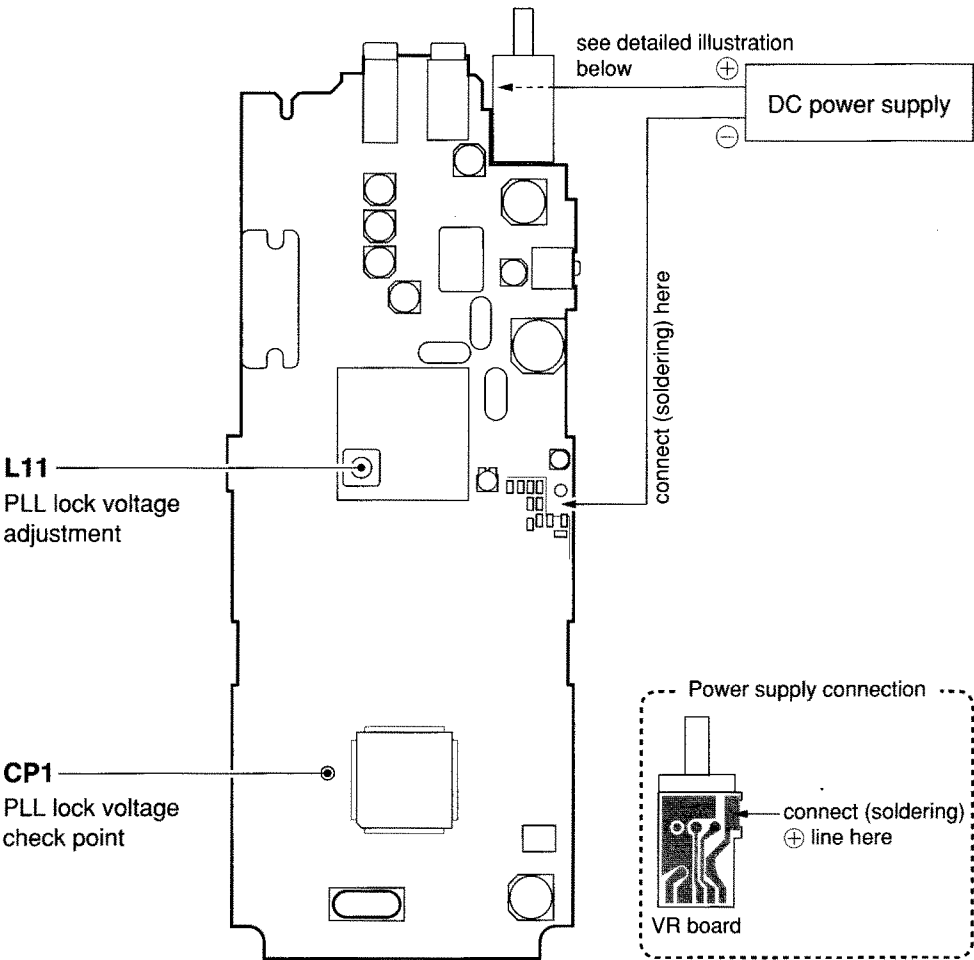 see detailed illustration
below
⊕
DC power supply
⊖
connect (soldering) here
L11
PLL lock voltage
adjustment
CP1
PLL lock voltage
check point
Power supply connection
connect (soldering)
⊕ line here
VR board